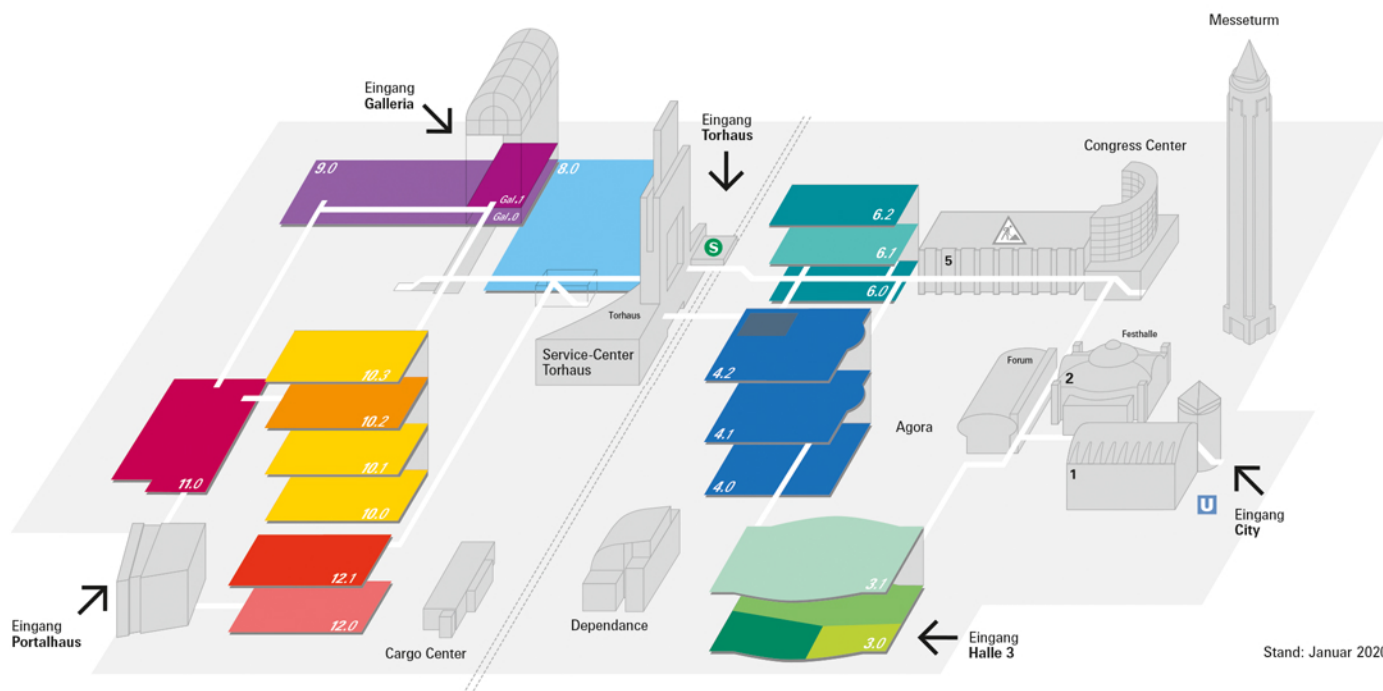 Messeturm
Eingang
Galleria
Eingang
Torhaus
Congress Center
9.0
8.0
Gal.1
Gal.0
6.2
6.1
6.0
S
5
Torhaus
Service-Center
Torhaus
Festhalle
Forum
2
10.3
10.2
10.1
10.0
4.2
4.1
4.0
Agora
1
11.0
U
Eingang
City
12.1
12.0
3.1
3.0
Eingang
Portalhaus
Cargo Center
Dependance
Eingang
Halle 3
Stand: Januar 2020